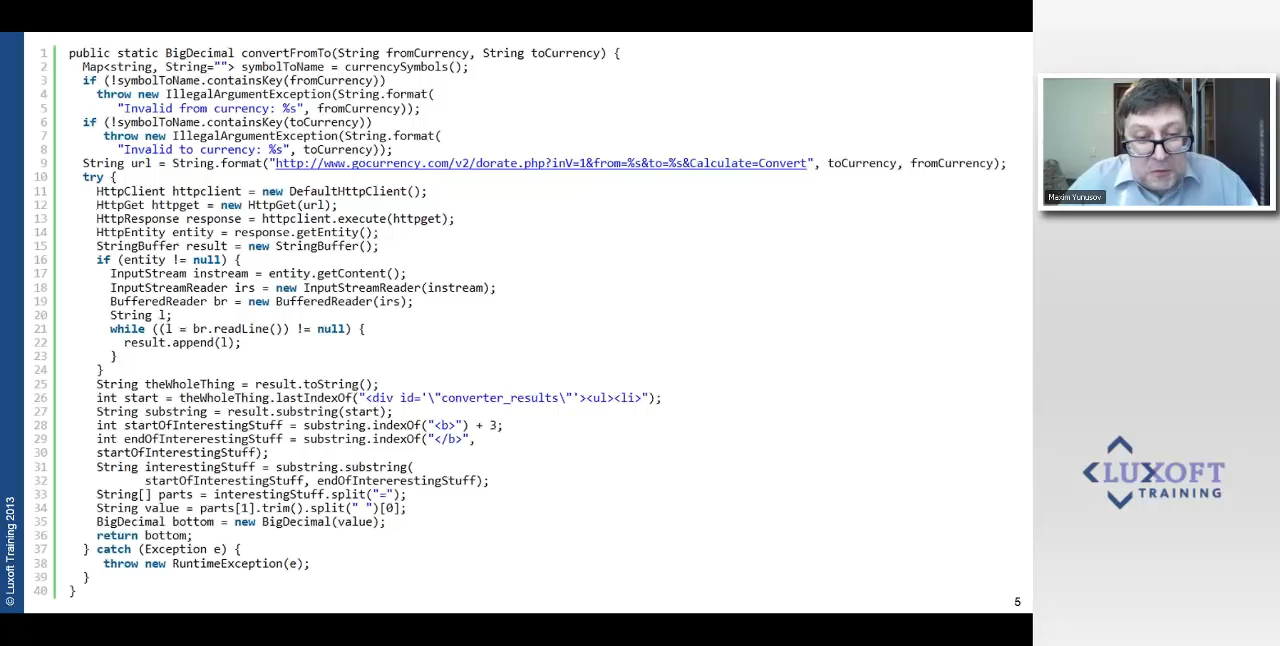 1 public static BigDecimal convertFromTo(String fromCurrency, String toCurrency) {
2 Map<string, String=""> symbolToName = currencySymbols();
3 if (!symbolToName.containsKey(fromCurrency))
4 throw new IllegalArgumentException(String.format(
5 "Invalid from currency: %s", fromCurrency));
6 if (!symbolToName.containsKey(toCurrency))
7 throw new IllegalArgumentException(String.format(
8 "Invalid to currency: %s", toCurrency));
9 String url = String.format("http://www.gocurrency.com/v2/dorate.php?inV=1&from=%s&to=%s&Calculate=Convert", toCurrency, fromCurrency);
10 try {
11 HttpClient httpclient = new DefaultHttpClient();
12 HttpGet httpget = new HttpGet(url);
13 HttpResponse response = httpclient.execute(httpget);
14 HttpEntity entity = response.getEntity();
15 StringBuffer result = new StringBuffer();
16 if (entity != null) {
17 InputStream instream = entity.getContent();
18 InputStreamReader irs = new InputStreamReader(instream);
19 BufferedReader br = new BufferedReader(irs);
20 String l;
21 while ((l = br.readLine()) != null) {
22 result.append(l);
23 }
24 }
25 String theWholeThing = result.toString();
26 int start = theWholeThing.lastIndexOf("<div id='\"converter_results\"'><ul><li>");
27 String substring = result.substring(start);
28 int startOfInterestingStuff = substring.indexOf("<b>") + 3;
29 int endOfIntererestingStuff = substring.indexOf("</b>",
30 startOfInterestingStuff);
31 String interestingStuff = substring.substring(
32 startOfInterestingStuff, endOfIntererestingStuff);
33 String[] parts = interestingStuff.split("=");
34 String value = parts[1].trim().split(" ")[0];
35 BigDecimal bottom = new BigDecimal(value);
36 return bottom;
37 } catch (Exception e) {
38 throw new RuntimeException(e);
39 }
40 }
5
© Luxoft Training 2013
Maxim Yunusov
LUXOFT
TRAINING